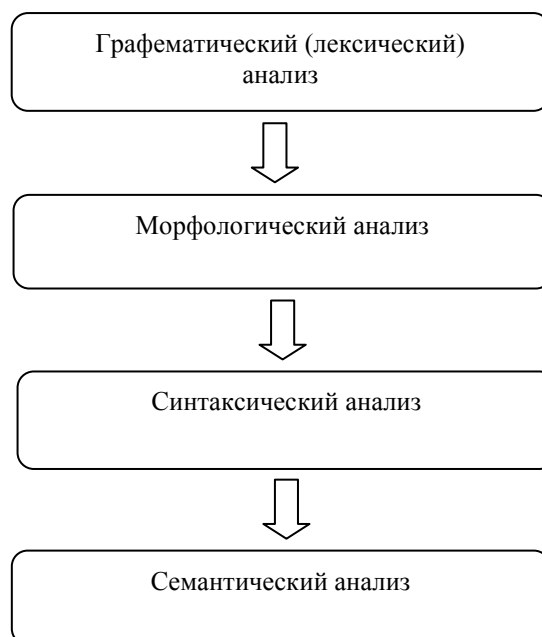 Графематический (лексический)
анализ
Морфологический анализ
Синтаксический анализ
Семантический анализ